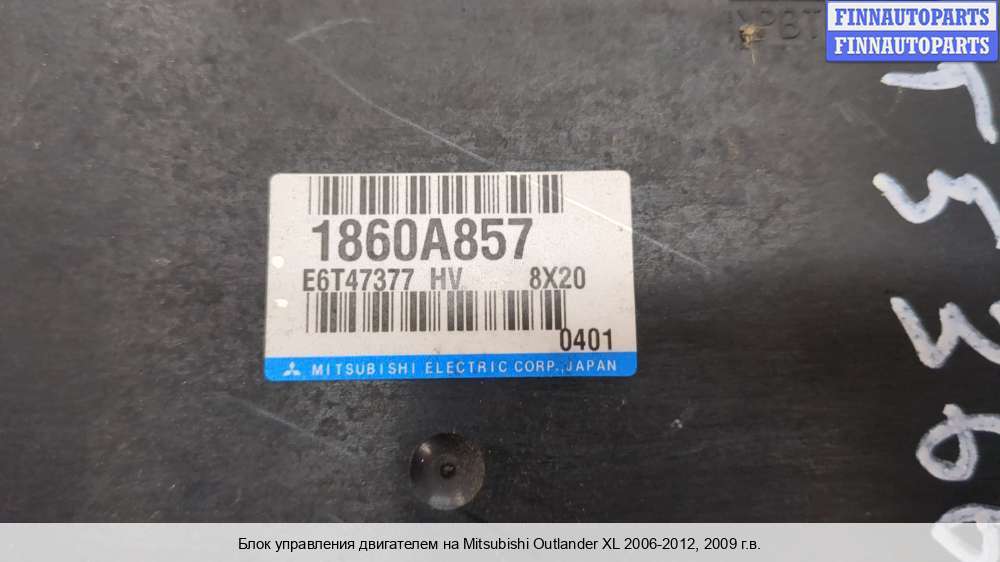 FINNAUTOPARTS
FINNAUTOPARTS
1860A857
E6T47377 HV 8X20
0401
MITSUBISHI ELECTRIC CORP.,JAPAN
Блок управления двигателем на Mitsubishi Outlander XL 2006-2012, 2009 г.в.